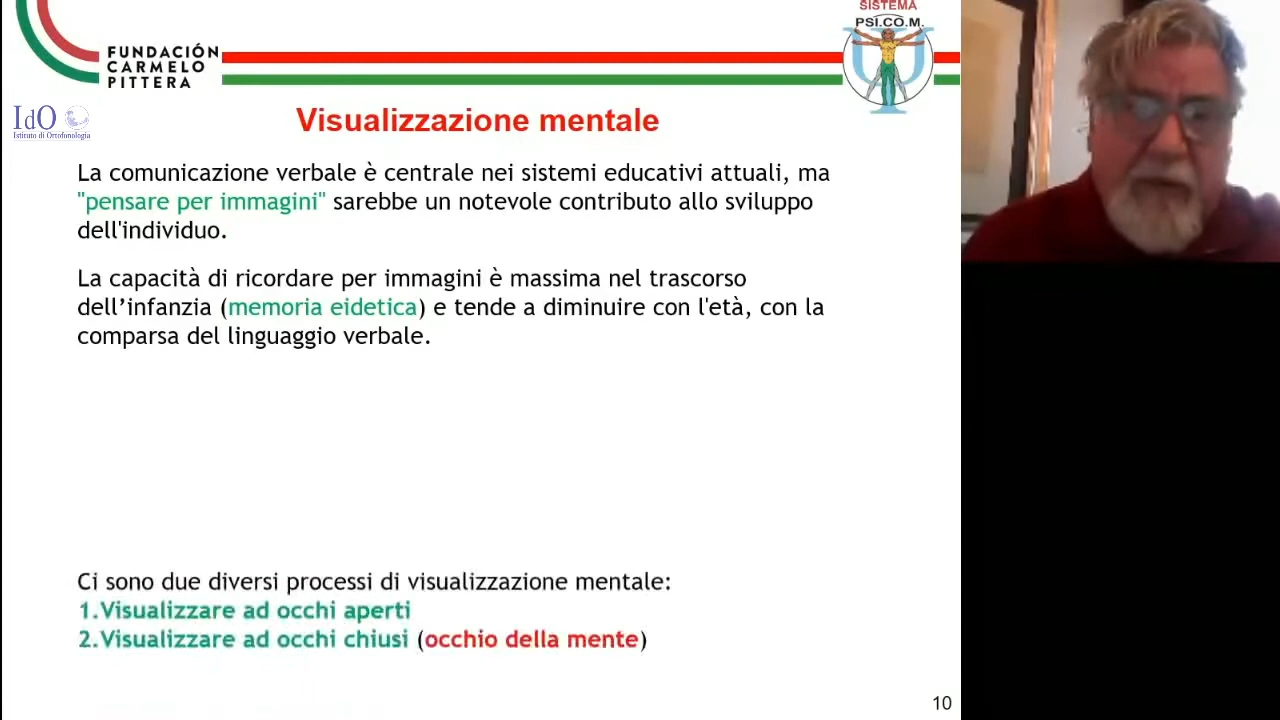 SISTEMA
PSI.CO.M.
FUNDACIÓN
CARMELO
PITTERA
IdO
Istituto di Ortofonologia
Visualizzazione mentale
La comunicazione verbale è centrale nei sistemi educativi attuali, ma
"pensare per immagini" sarebbe un notevole contributo allo sviluppo
dell'individuo.
La capacità di ricordare per immagini è massima nel trascorso
dell’infanzia (memoria eidetica) e tende a diminuire con l'età, con la
comparsa del linguaggio verbale.
Ci sono due diversi processi di visualizzazione mentale:
1.Visualizzare ad occhi aperti
2.Visualizzare ad occhi chiusi (occhio della mente)
10